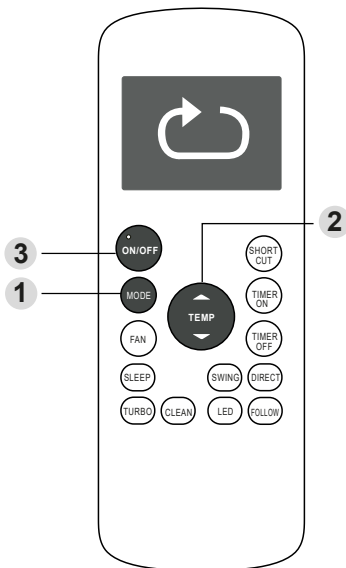 2
3
ON/OFF
SHORT
CUT
1
MODE
TEMP
TIMER
ON
FAN
TIMER
OFF
SLEEP
SWING
DIRECT
TURBO
CLEAN
LED
FOLLOW